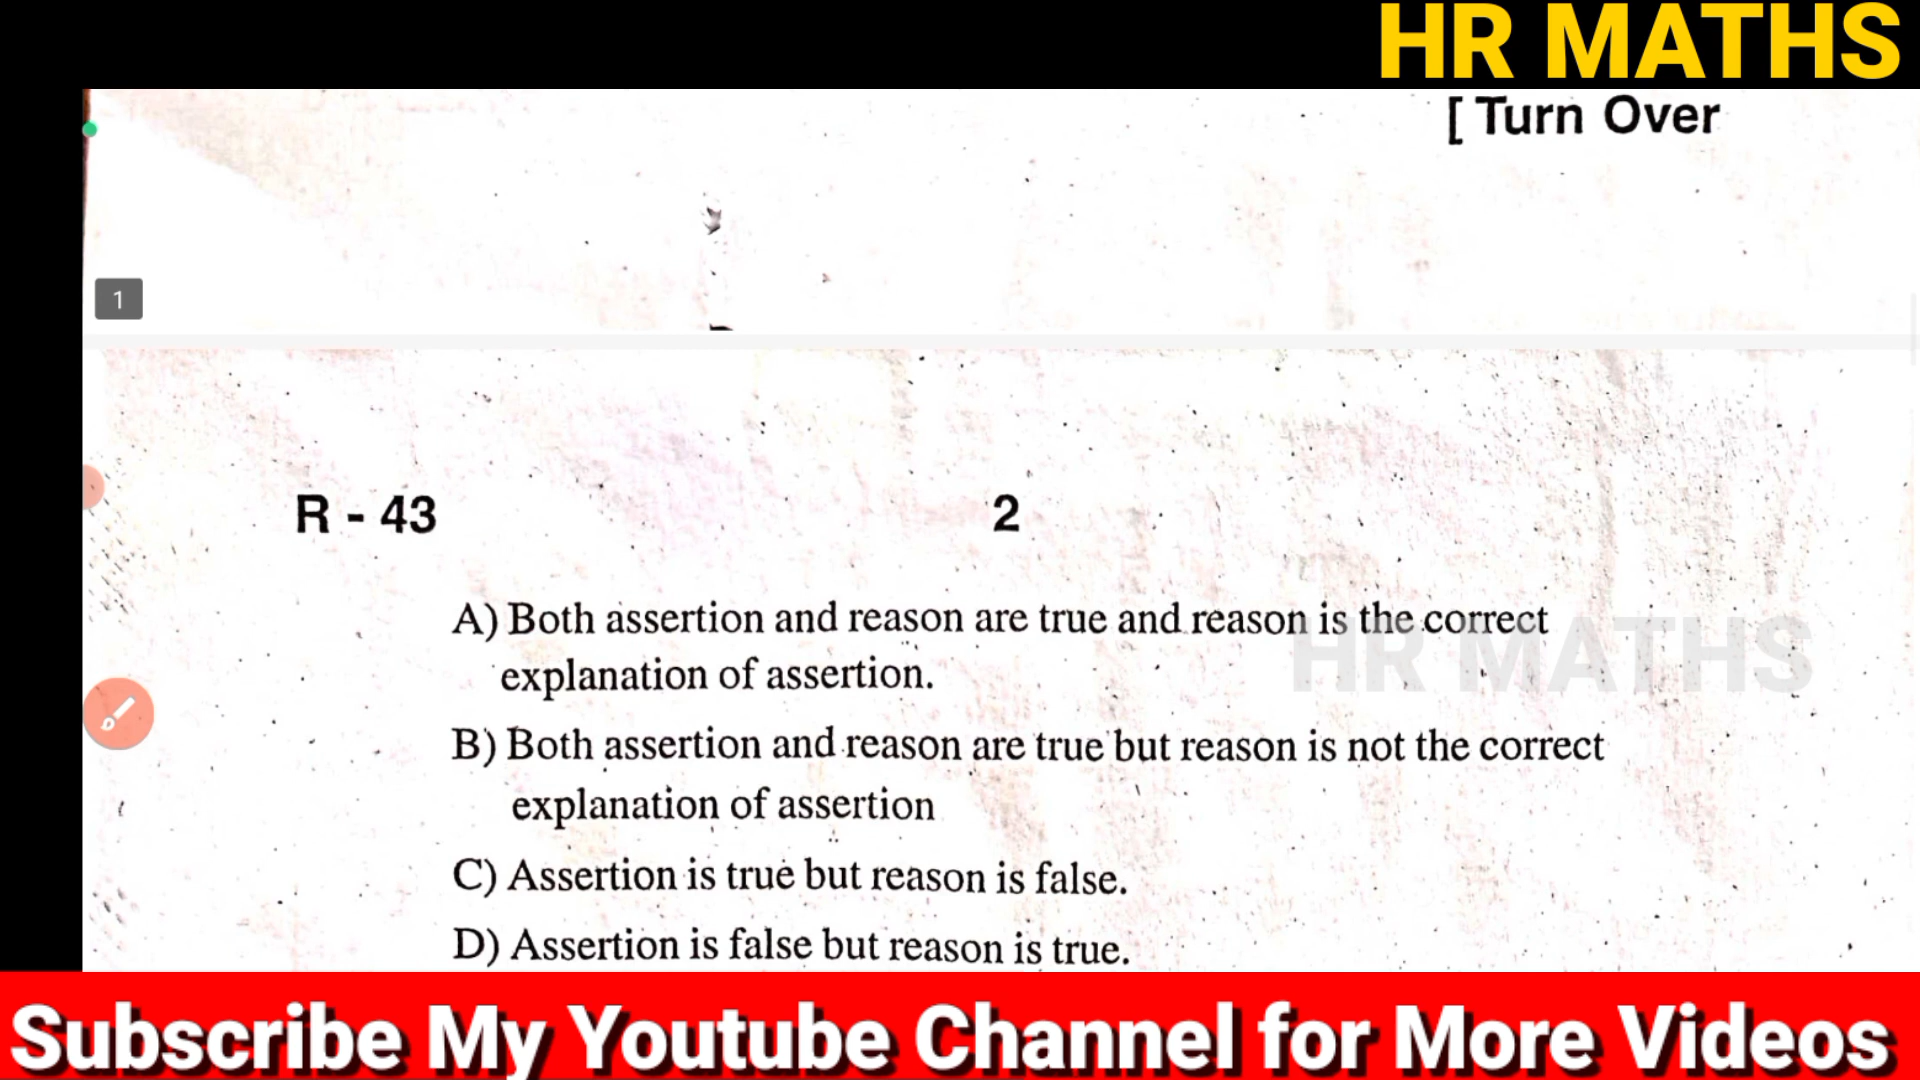 HR MATHS
[ Turn Over
1
R - 43
2
A) Both assertion and reason are true and reason is the correct
explanation of assertion.
HR MATHS
B) Both assertion and reason are true but reason is not the correct
explanation of assertion
C) Assertion is true but reason is false.
D) Assertion is false but reason is true.
Subscribe My Youtube Channel for More Videos